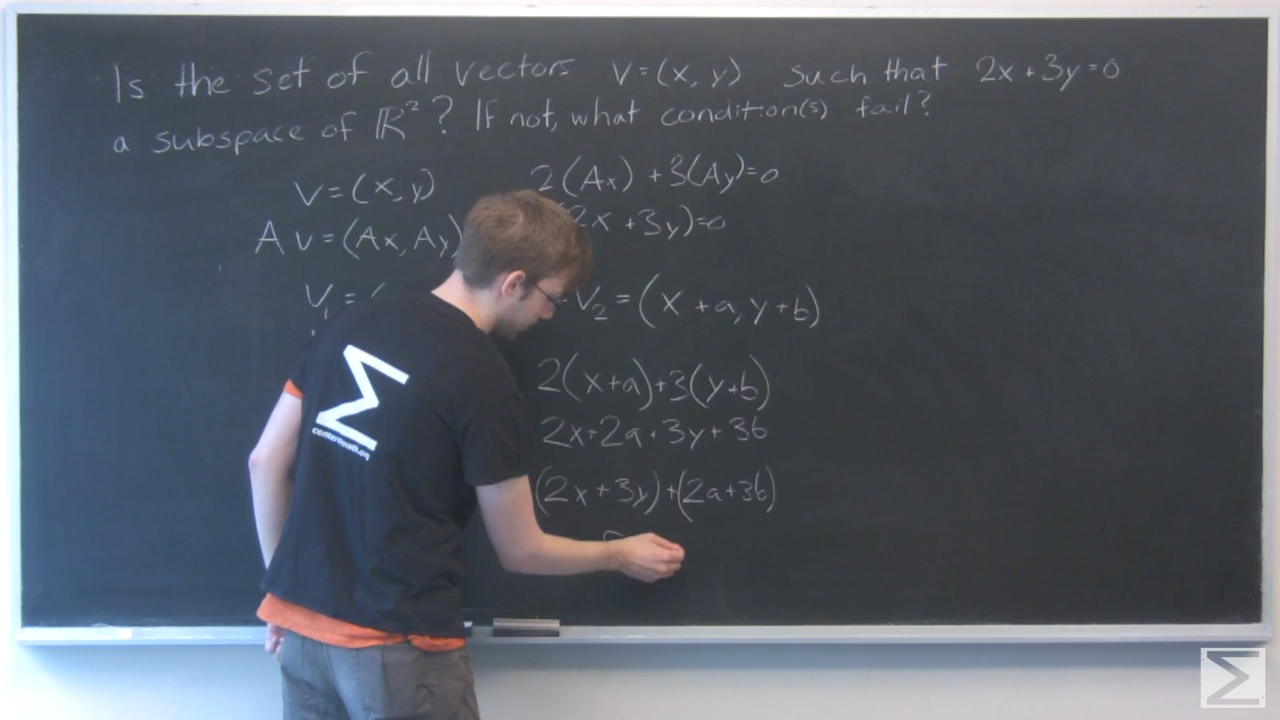 Is the set of all vectors V=(x, y) such that 2x+3y=0
a subspace of ℝ²? If not, what condition(s) fail?
V=(x,y) 2(Ax)+3(Ay)=0
AV=(Ax,Ay) 2x+3y)=0
V₁=( V₂=(x+a, y+b)
2(x+a)+3(y+b)
2x+2a+3y+3b
(2x+3y)+(2a+3b)
Σ
Σ